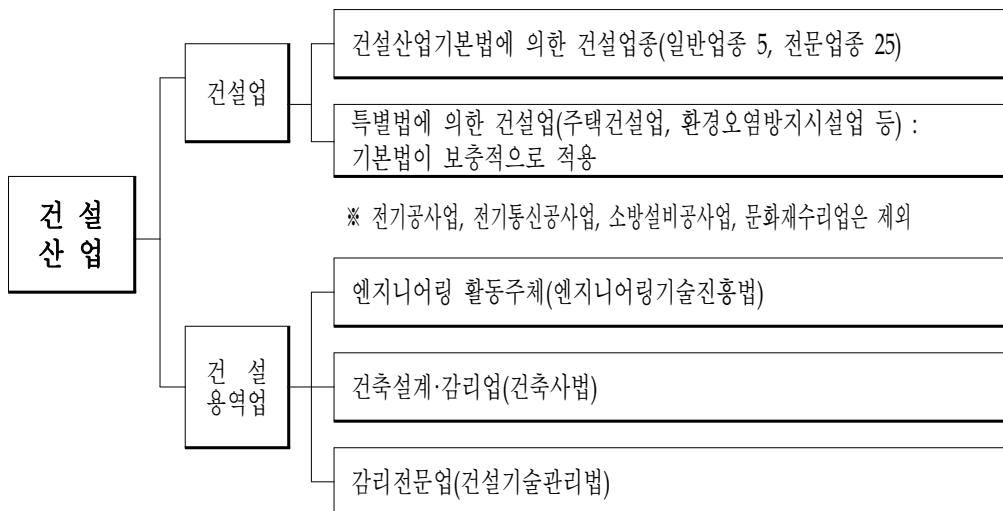 건설산업기본법에 의한 건설업종(일반업종 5, 전문업종 25)
건설업
특별법에 의한 건설업(주택건설업, 환경오염방지시설업 등) :
기본법이 보충적으로 적용
건 설
산 업
※ 전기공사업, 전기통신공사업, 소방설비공사업, 문화재수리업은 제외
엔지니어링 활동주체(엔지니어링기술진흥법)
건 설
용역업
건축설계·감리업(건축사법)
감리전문업(건설기술관리법)